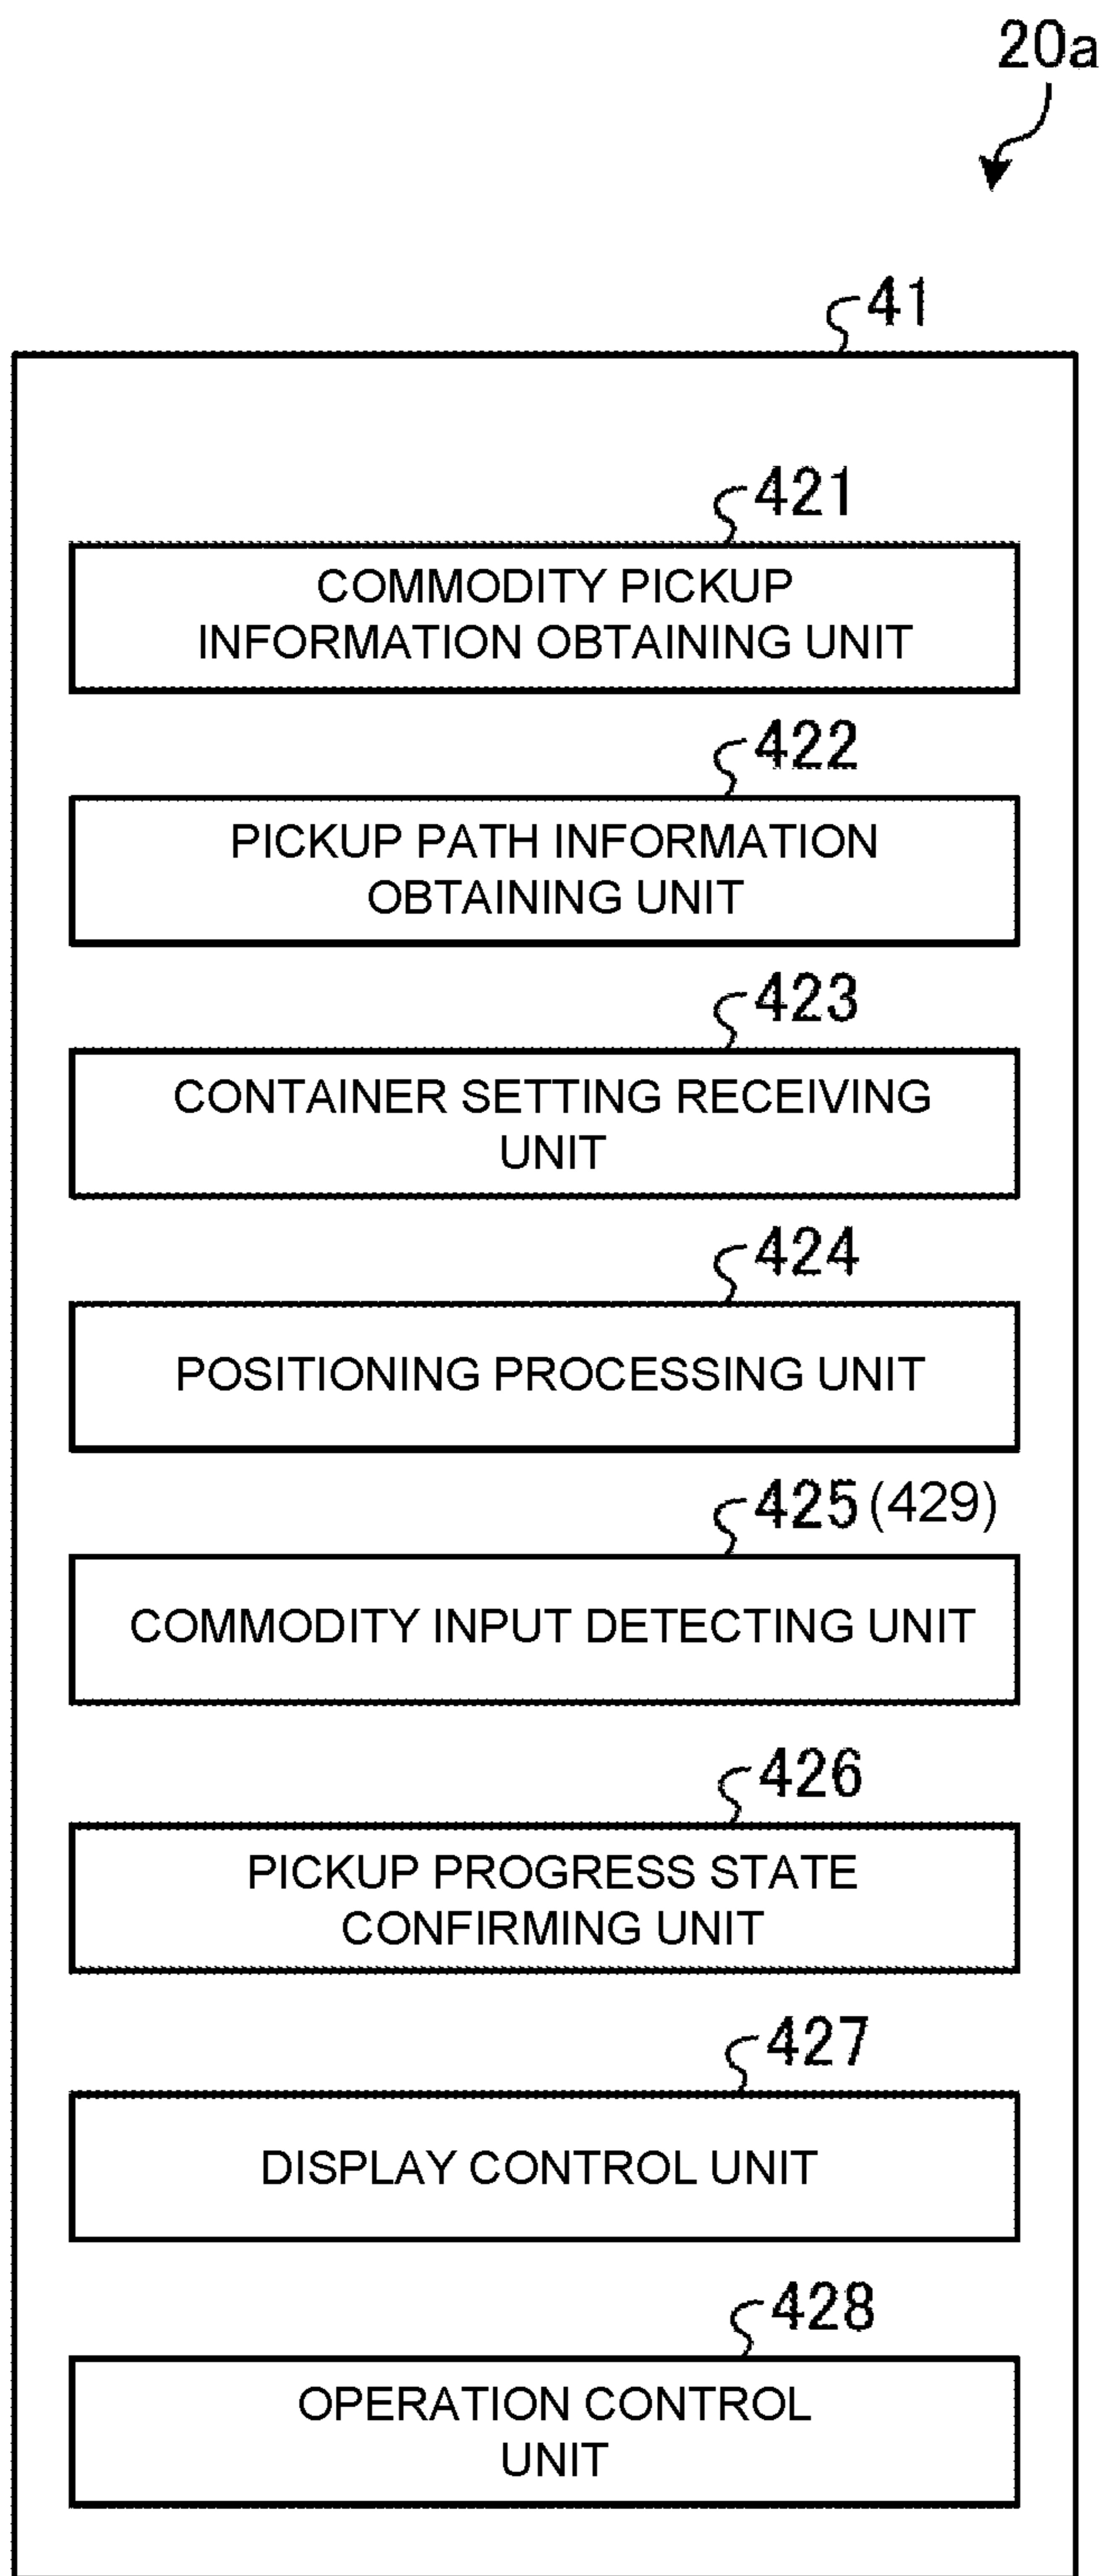 20a
41
421
COMMODITY PICKUP
INFORMATION OBTAINING UNIT
422
PICKUP PATH INFORMATION
OBTAINING UNIT
423
CONTAINER SETTING RECEIVING
UNIT
424
POSITIONING PROCESSING UNIT
425 (429)
COMMODITY INPUT DETECTING UNIT
426
PICKUP PROGRESS STATE
CONFIRMING UNIT
427
DISPLAY CONTROL UNIT
428
OPERATION CONTROL
UNIT